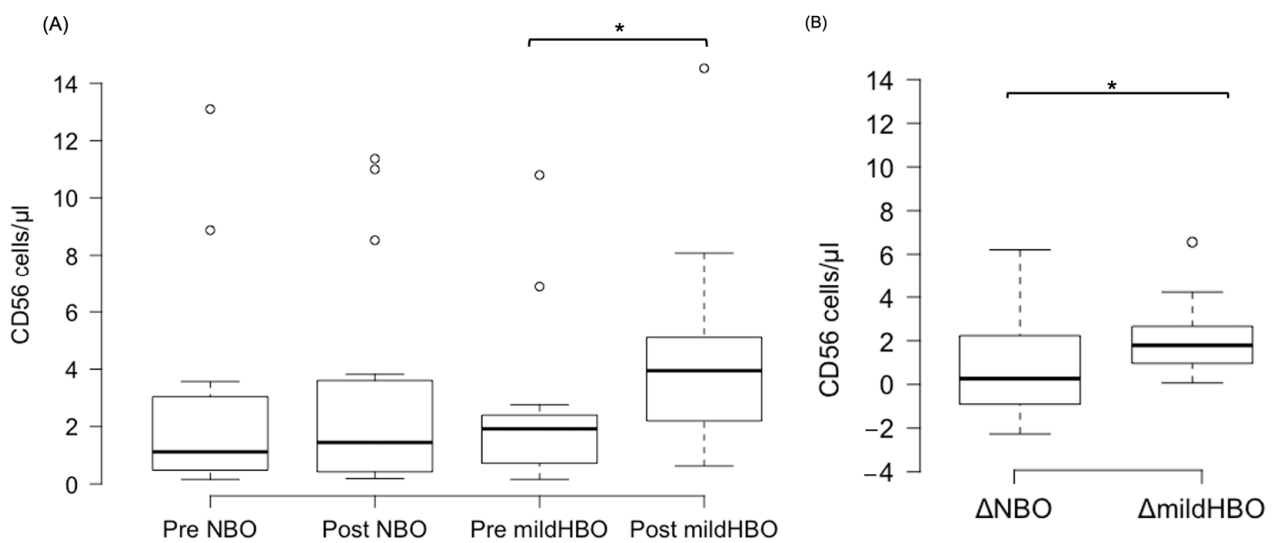 (A)
*
14
12
10
8
6
4
2
0
CD56 cells/µl
Pre NBO
Post NBO
Pre mildHBO
Post mildHBO
(B)
*
14
12
10
8
6
4
2
0
−2
−4
CD56 cells/µl
ΔNBO
ΔmildHBO